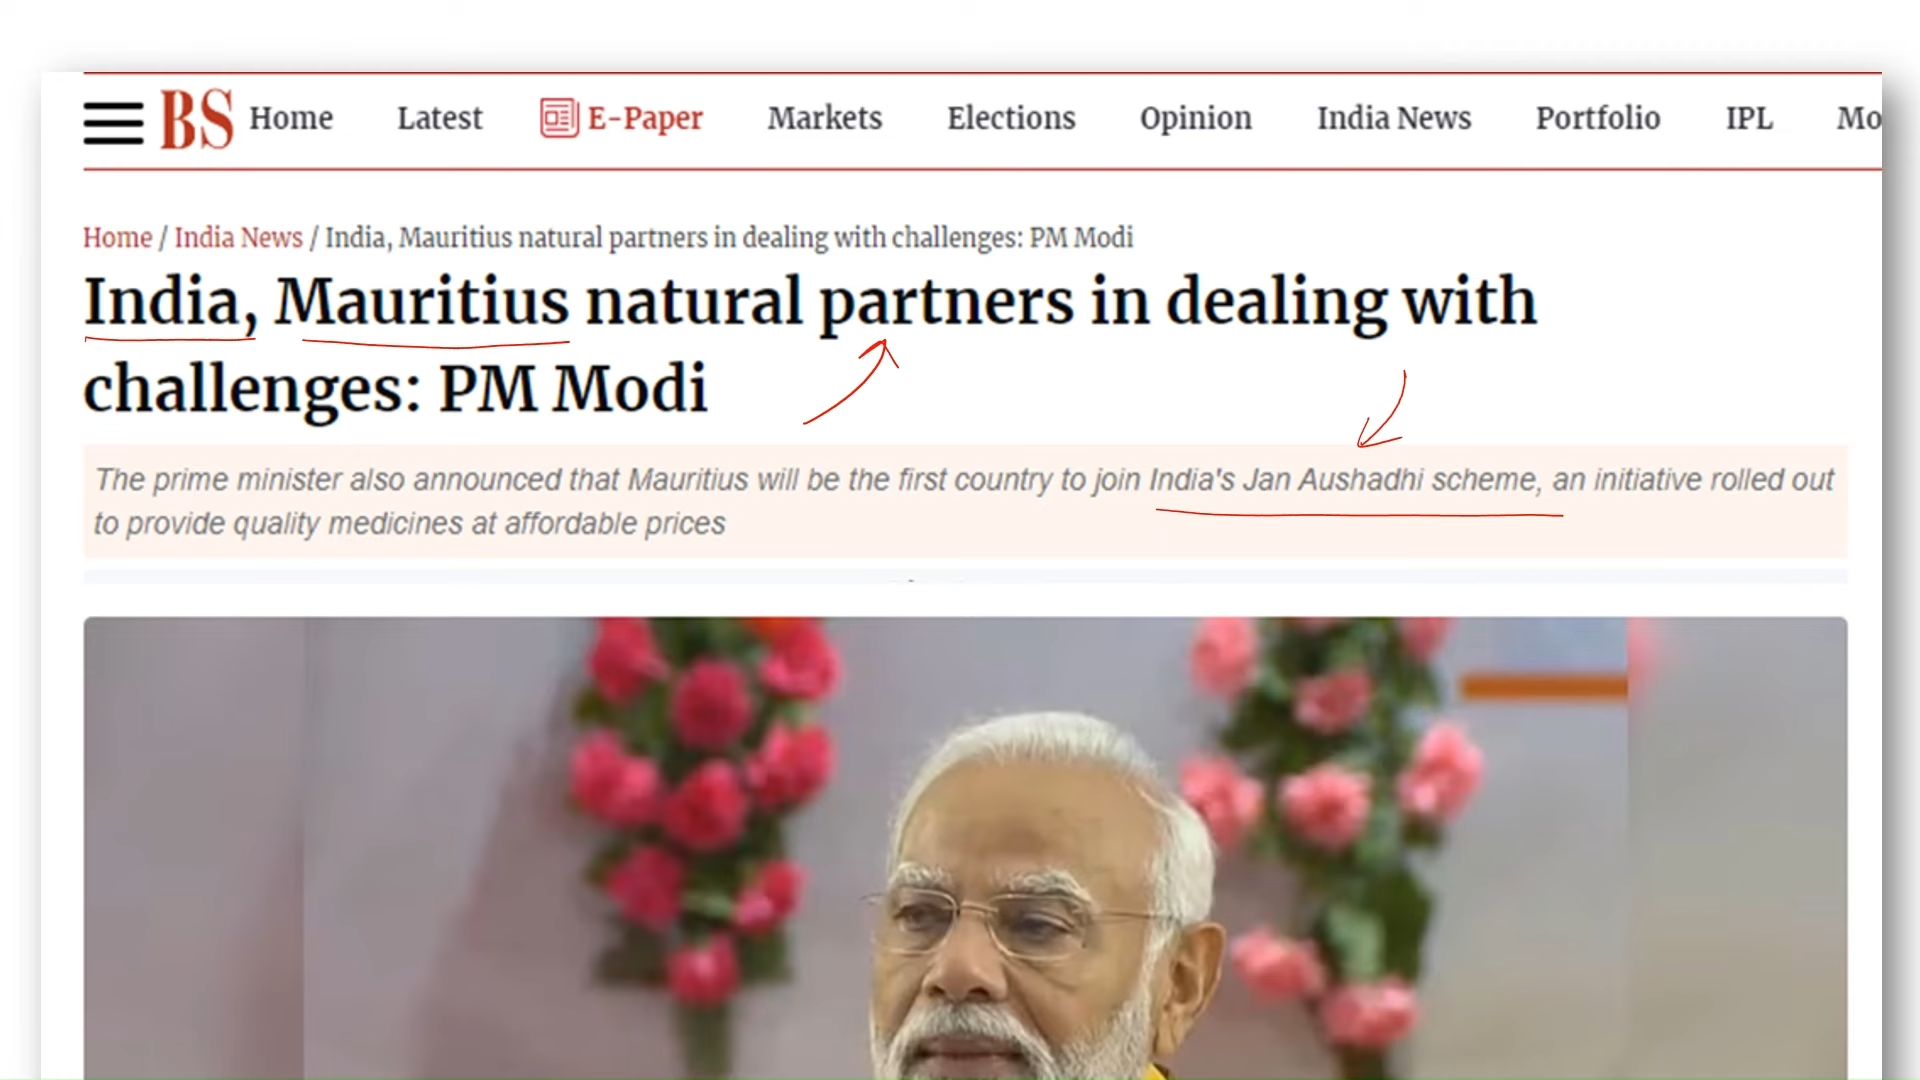 BS Home Latest E-Paper Markets Elections Opinion India News Portfolio IPL Mo
Home / India News / India, Mauritius natural partners in dealing with challenges: PM Modi
India, Mauritius natural partners in dealing with
challenges: PM Modi
The prime minister also announced that Mauritius will be the first country to join India's Jan Aushadhi scheme, an initiative rolled out
to provide quality medicines at affordable prices